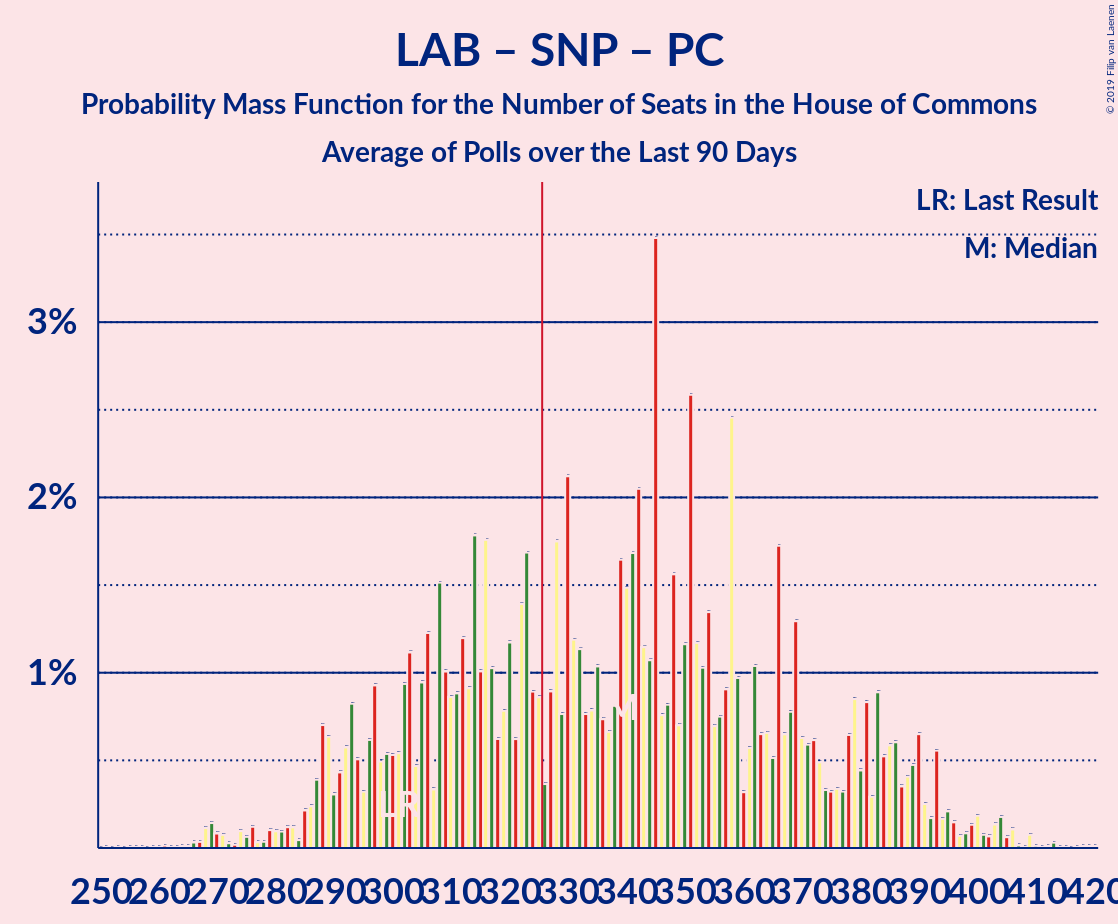 LAB – SNP – PC
Probability Mass Function for the Number of Seats in the House of Commons
Average of Polls over the Last 90 Days
© 2019 Filip van Laenen
LR: Last Result
M: Median
3%
2%
1%
M
LR
250 260 270 280 290 300 310 320 330 340 350 360 370 380 390 400 410 420